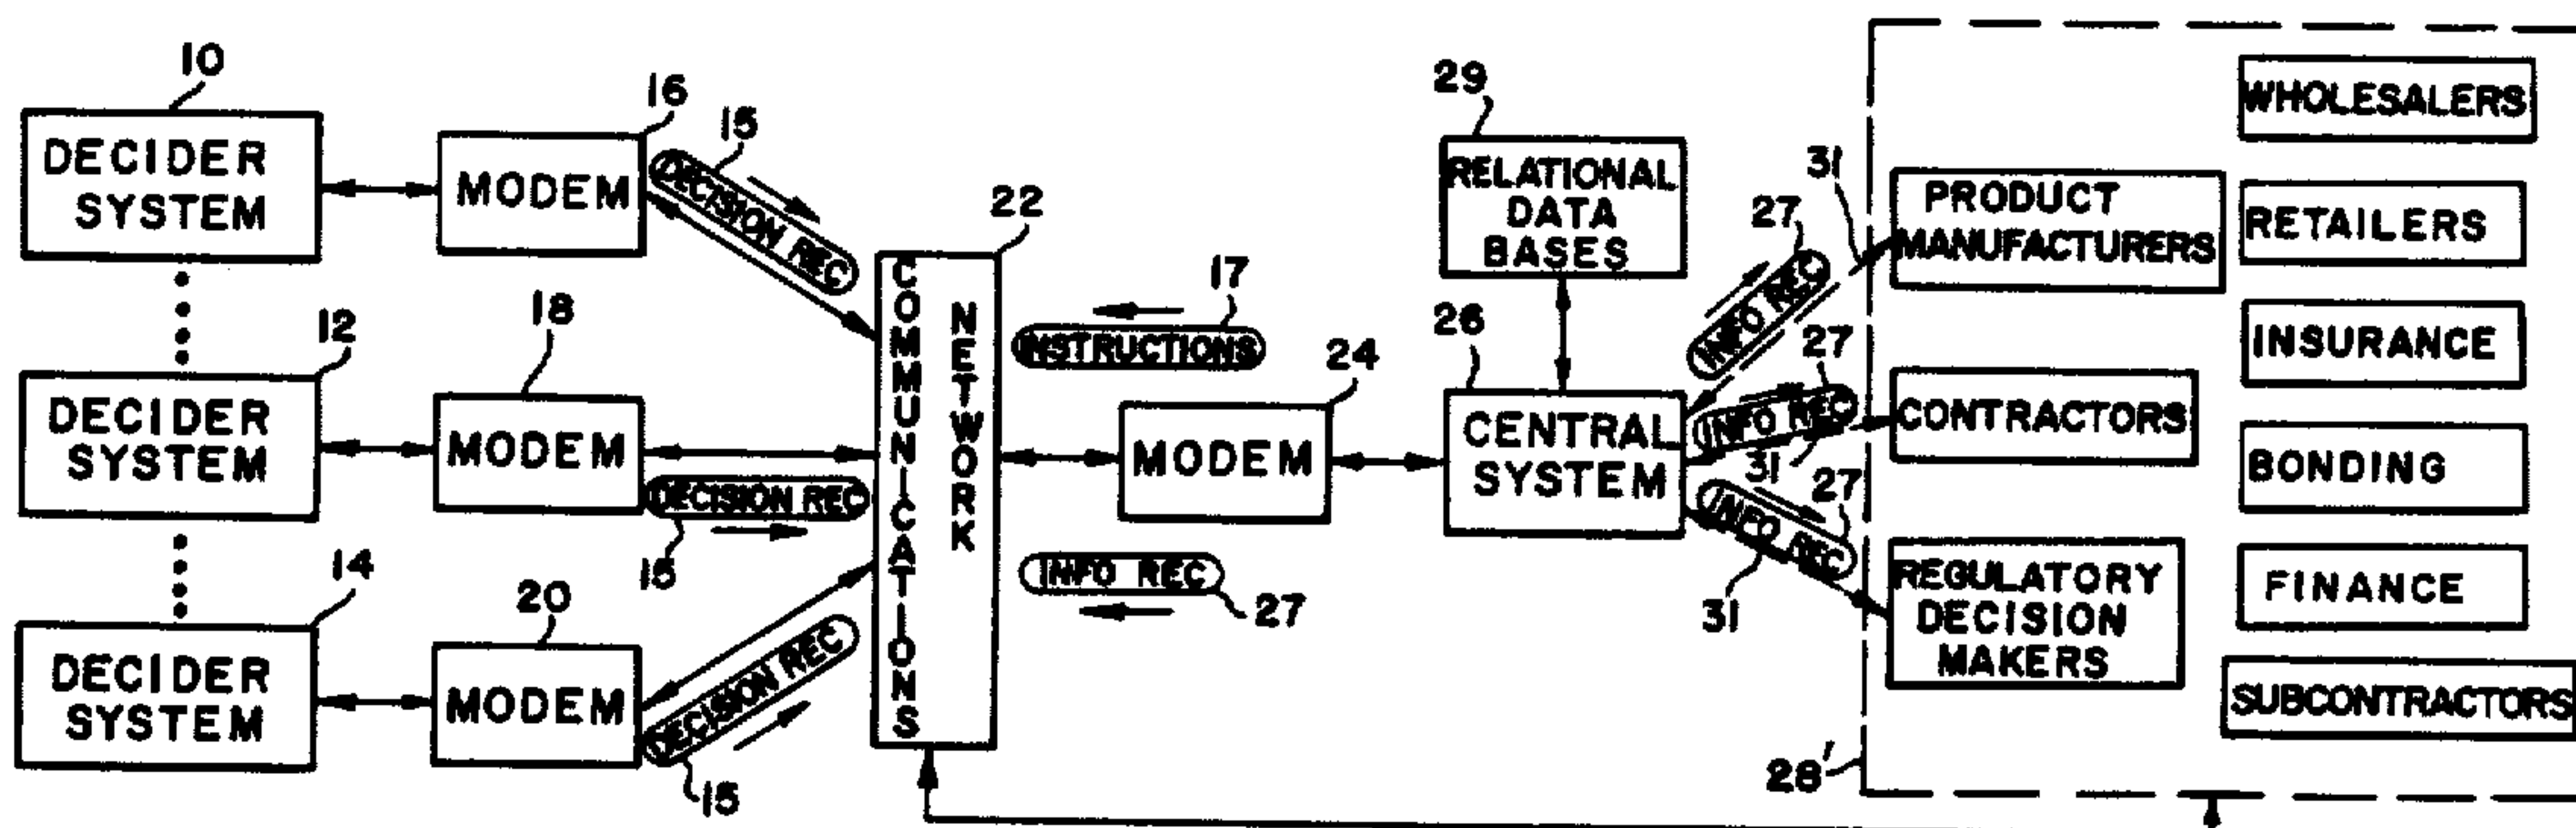 10
DECIDER
SYSTEM
16
MODEM
15
DECISION REC
12
DECIDER
SYSTEM
18
MODEM
DECISION REC
15
14
DECIDER
SYSTEM
20
MODEM
DECISION REC
15
22
COMMUNICATIONS
NETWORK
17
INSTRUCTIONS
24
MODEM
INFO REC
27
29
RELATIONAL
DATA
BASES
26
CENTRAL
SYSTEM
27
INFO REC
31
27
INFO REC
31
27
INFO REC
31
PRODUCT
MANUFACTURERS
CONTRACTORS
REGULATORY
DECISION
MAKERS
28'
WHOLESALERS
RETAILERS
INSURANCE
BONDING
FINANCE
SUBCONTRACTORS